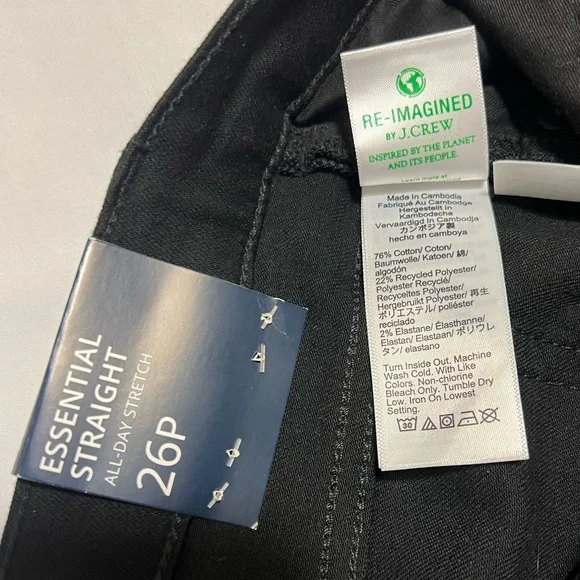 RE-IMAGINED
BY J.CREW
INSPIRED BY THE PLANET
AND ITS PEOPLE.
Learn more at
Made in Cambodia
Fabriqué Au Cambodge
Hergestellt in
Kambodscha
Vervaardigd In Cambodja
カンボジア製
hecho en camboya
76% Cotton/ Coton/
Baumwolle/ Katoen/ 綿/
algodón
22% Recycled Polyester/
Polyester Recyclé/
Recyceltes Polyester/
Gerecycled Polyester/ 再生
ポリエステル/ poliéster
reciclado
2% Elastane/ Élasthanne/
Elastan/ Elastaan/ ポリウレ
タン/ elastano
Turn Inside Out. Machine
Wash Cold. With Like
Colors. Non-chlorine
Bleach Only. Tumble Dry
Low. Iron On Lowest
Setting.
30
ESSENTIAL
STRAIGHT
ALL-DAY STRETCH
26P